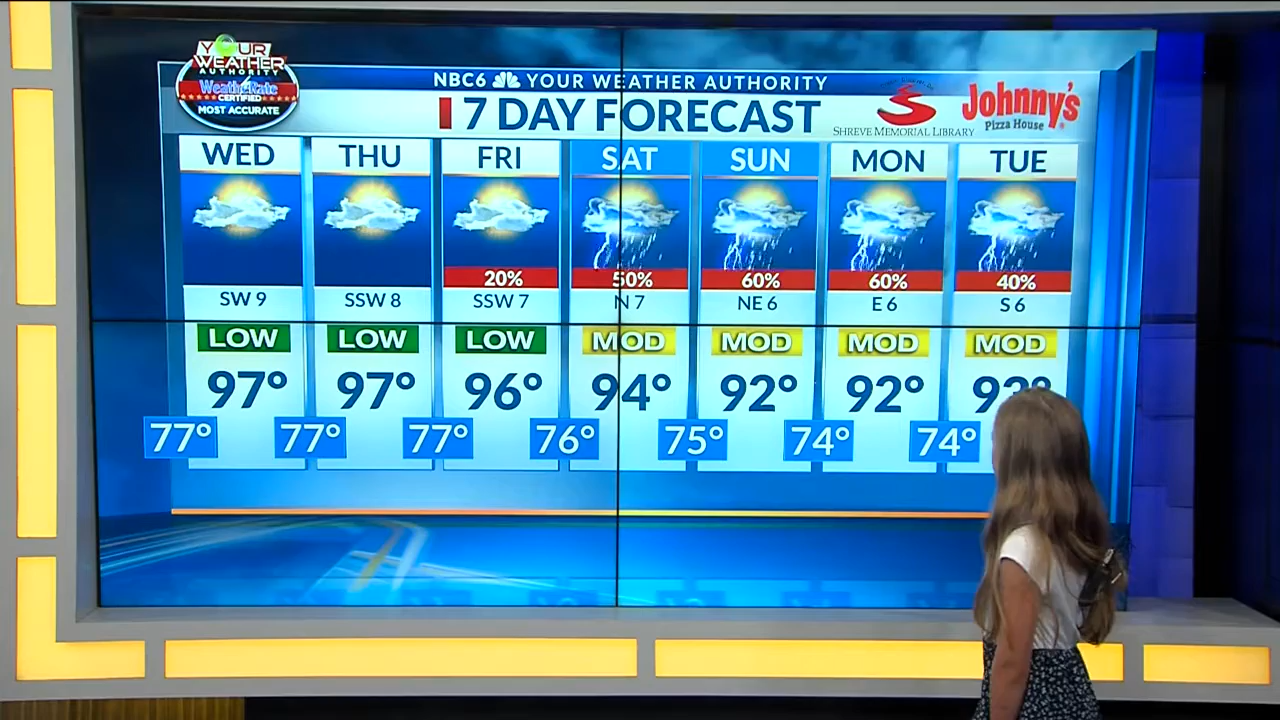 YOUR
WEATHER
AUTHORITY
WeatheRate
CERTIFIED
MOST ACCURATE
NBC6 YOUR WEATHER AUTHORITY
7 DAY FORECAST
SHREVE MEMORIAL LIBRARY
Johnny's
Pizza House
WED THU FRI SAT SUN MON TUE
20% 50% 60% 60% 40%
SW 9 SSW 8 SSW 7 N 7 NE 6 E 6 S 6
LOW LOW LOW MOD MOD MOD MOD
97° 97° 96° 94° 92° 92° 93°
77° 77° 77° 76° 75° 74° 74°